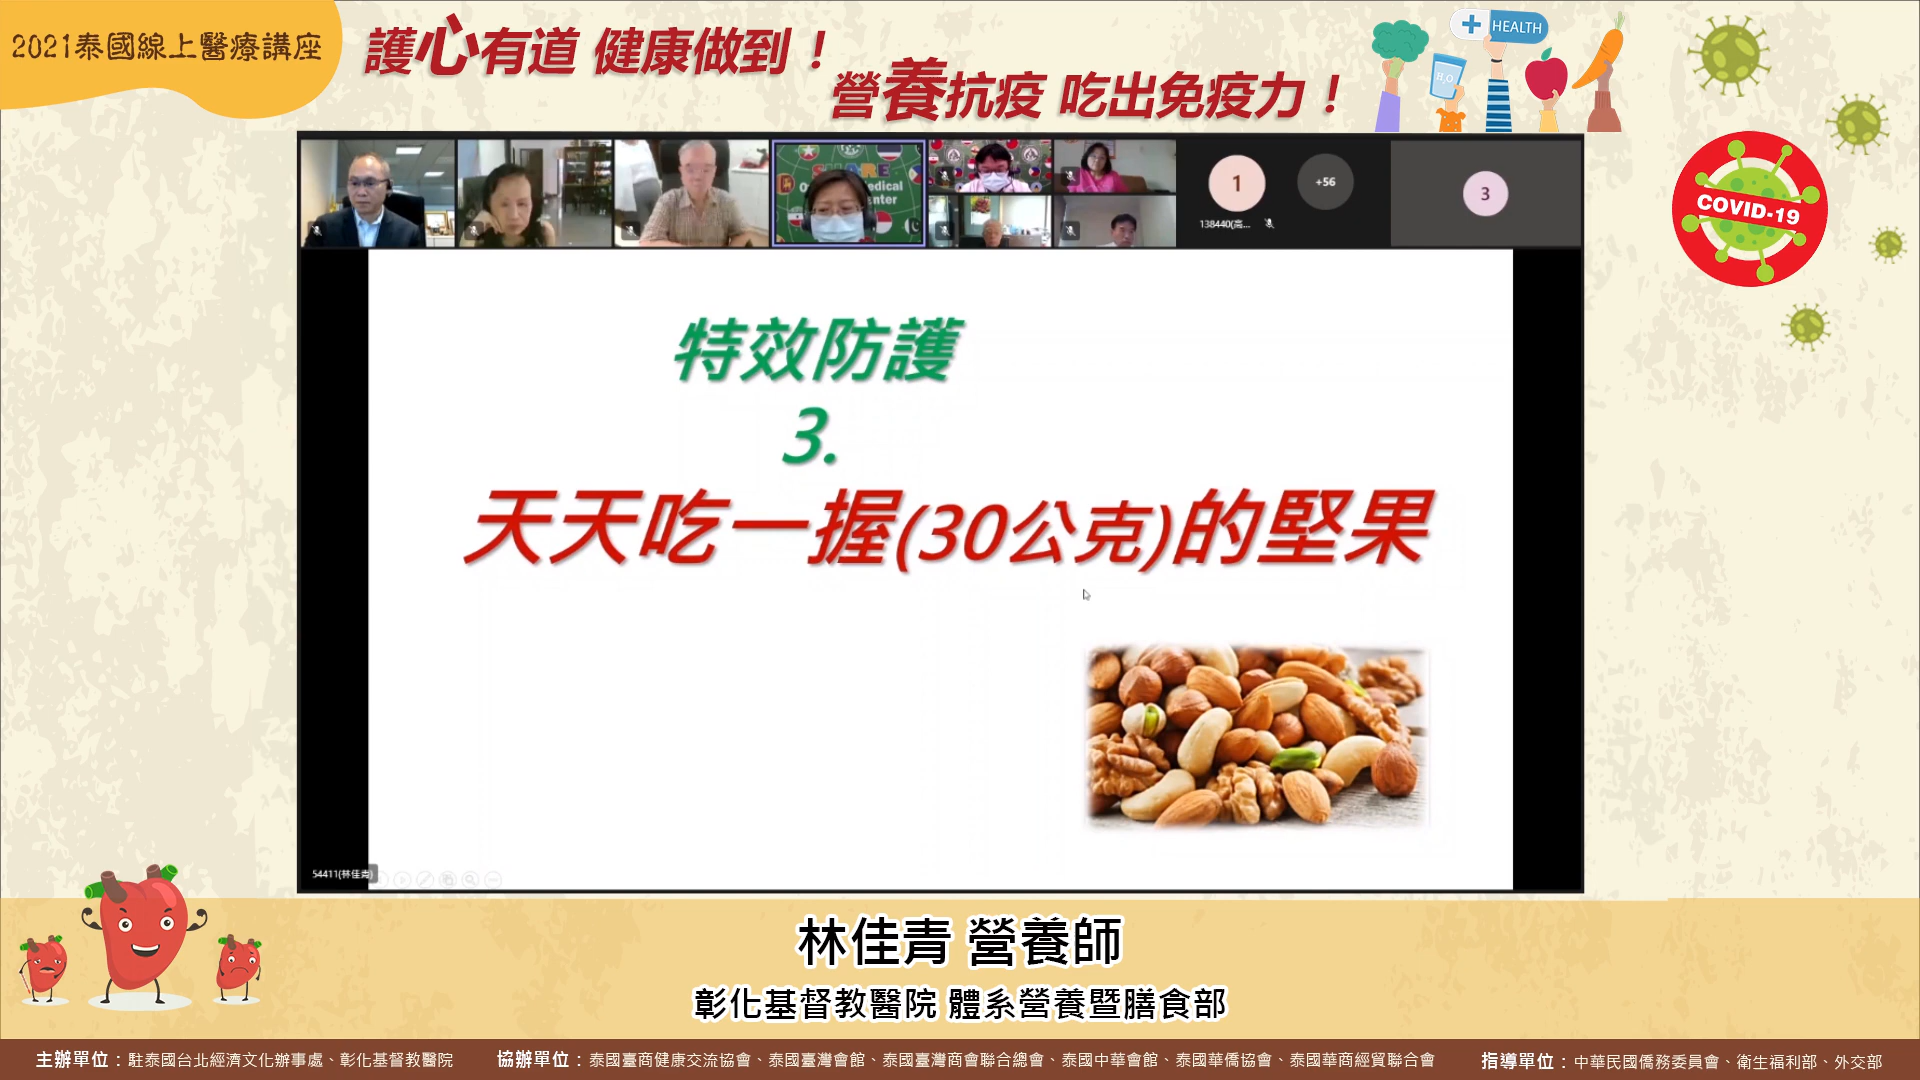 2021泰國線上醫療講座
護心有道 健康做到！
營養抗疫 吃出免疫力！
HEALTH
H₂O
COVID-19
SHARE
1
+56
3
138440(高...
特效防護
3.
天天吃一握(30公克)的堅果
54411(林佳青)
林佳青 營養師
彰化基督教醫院 體系營養暨膳食部
主辦單位：駐泰國台北經濟文化辦事處、彰化基督教醫院
協辦單位：泰國臺商健康交流協會、泰國臺灣會館、泰國臺灣商會聯合總會、泰國中華會館、泰國華僑協會、泰國華商經貿聯合會
指導單位：中華民國僑務委員會、衛生福利部、外交部